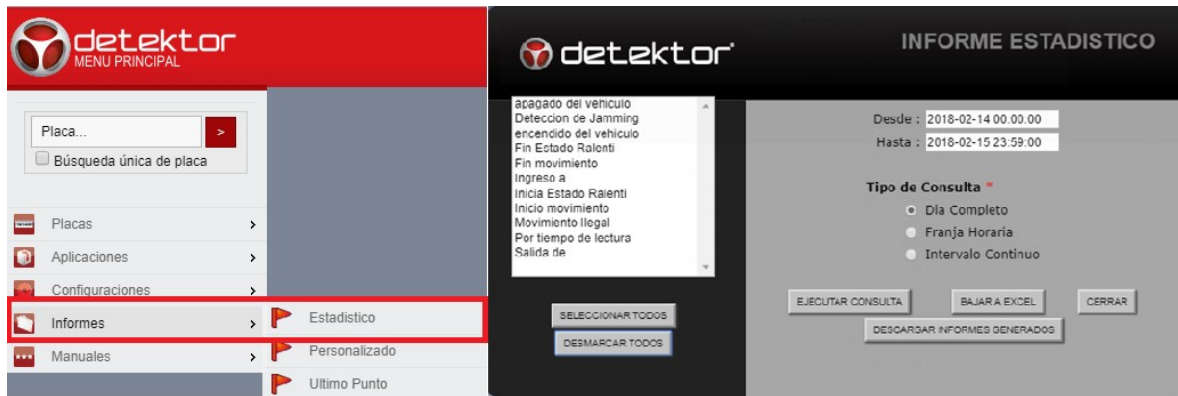 detektor
MENU PRINCIPAL
Placa...
>
Búsqueda única de placa
Placas
Aplicaciones
Configuraciones
Informes
Manuales
Estadistico
Personalizado
Ultimo Punto
detektor
INFORME ESTADISTICO
apagado del vehiculo
Deteccion de Jamming
encendido del vehiculo
Fin Estado Ralenti
Fin movimiento
Ingreso a
Inicia Estado Ralenti
Inicio movimiento
Movimiento Ilegal
Por tiempo de lectura
Salida de
SELECCIONAR TODOS
DESMARCAR TODOS
Desde : 2018-02-14 00:00:00
Hasta : 2018-02-15 23:59:00
Tipo de Consulta *
Dia Completo
Franja Horaria
Intervalo Continuo
EJECUTAR CONSULTA
BAJAR A EXCEL
CERRAR
DESCARGAR INFORMES GENERADOS